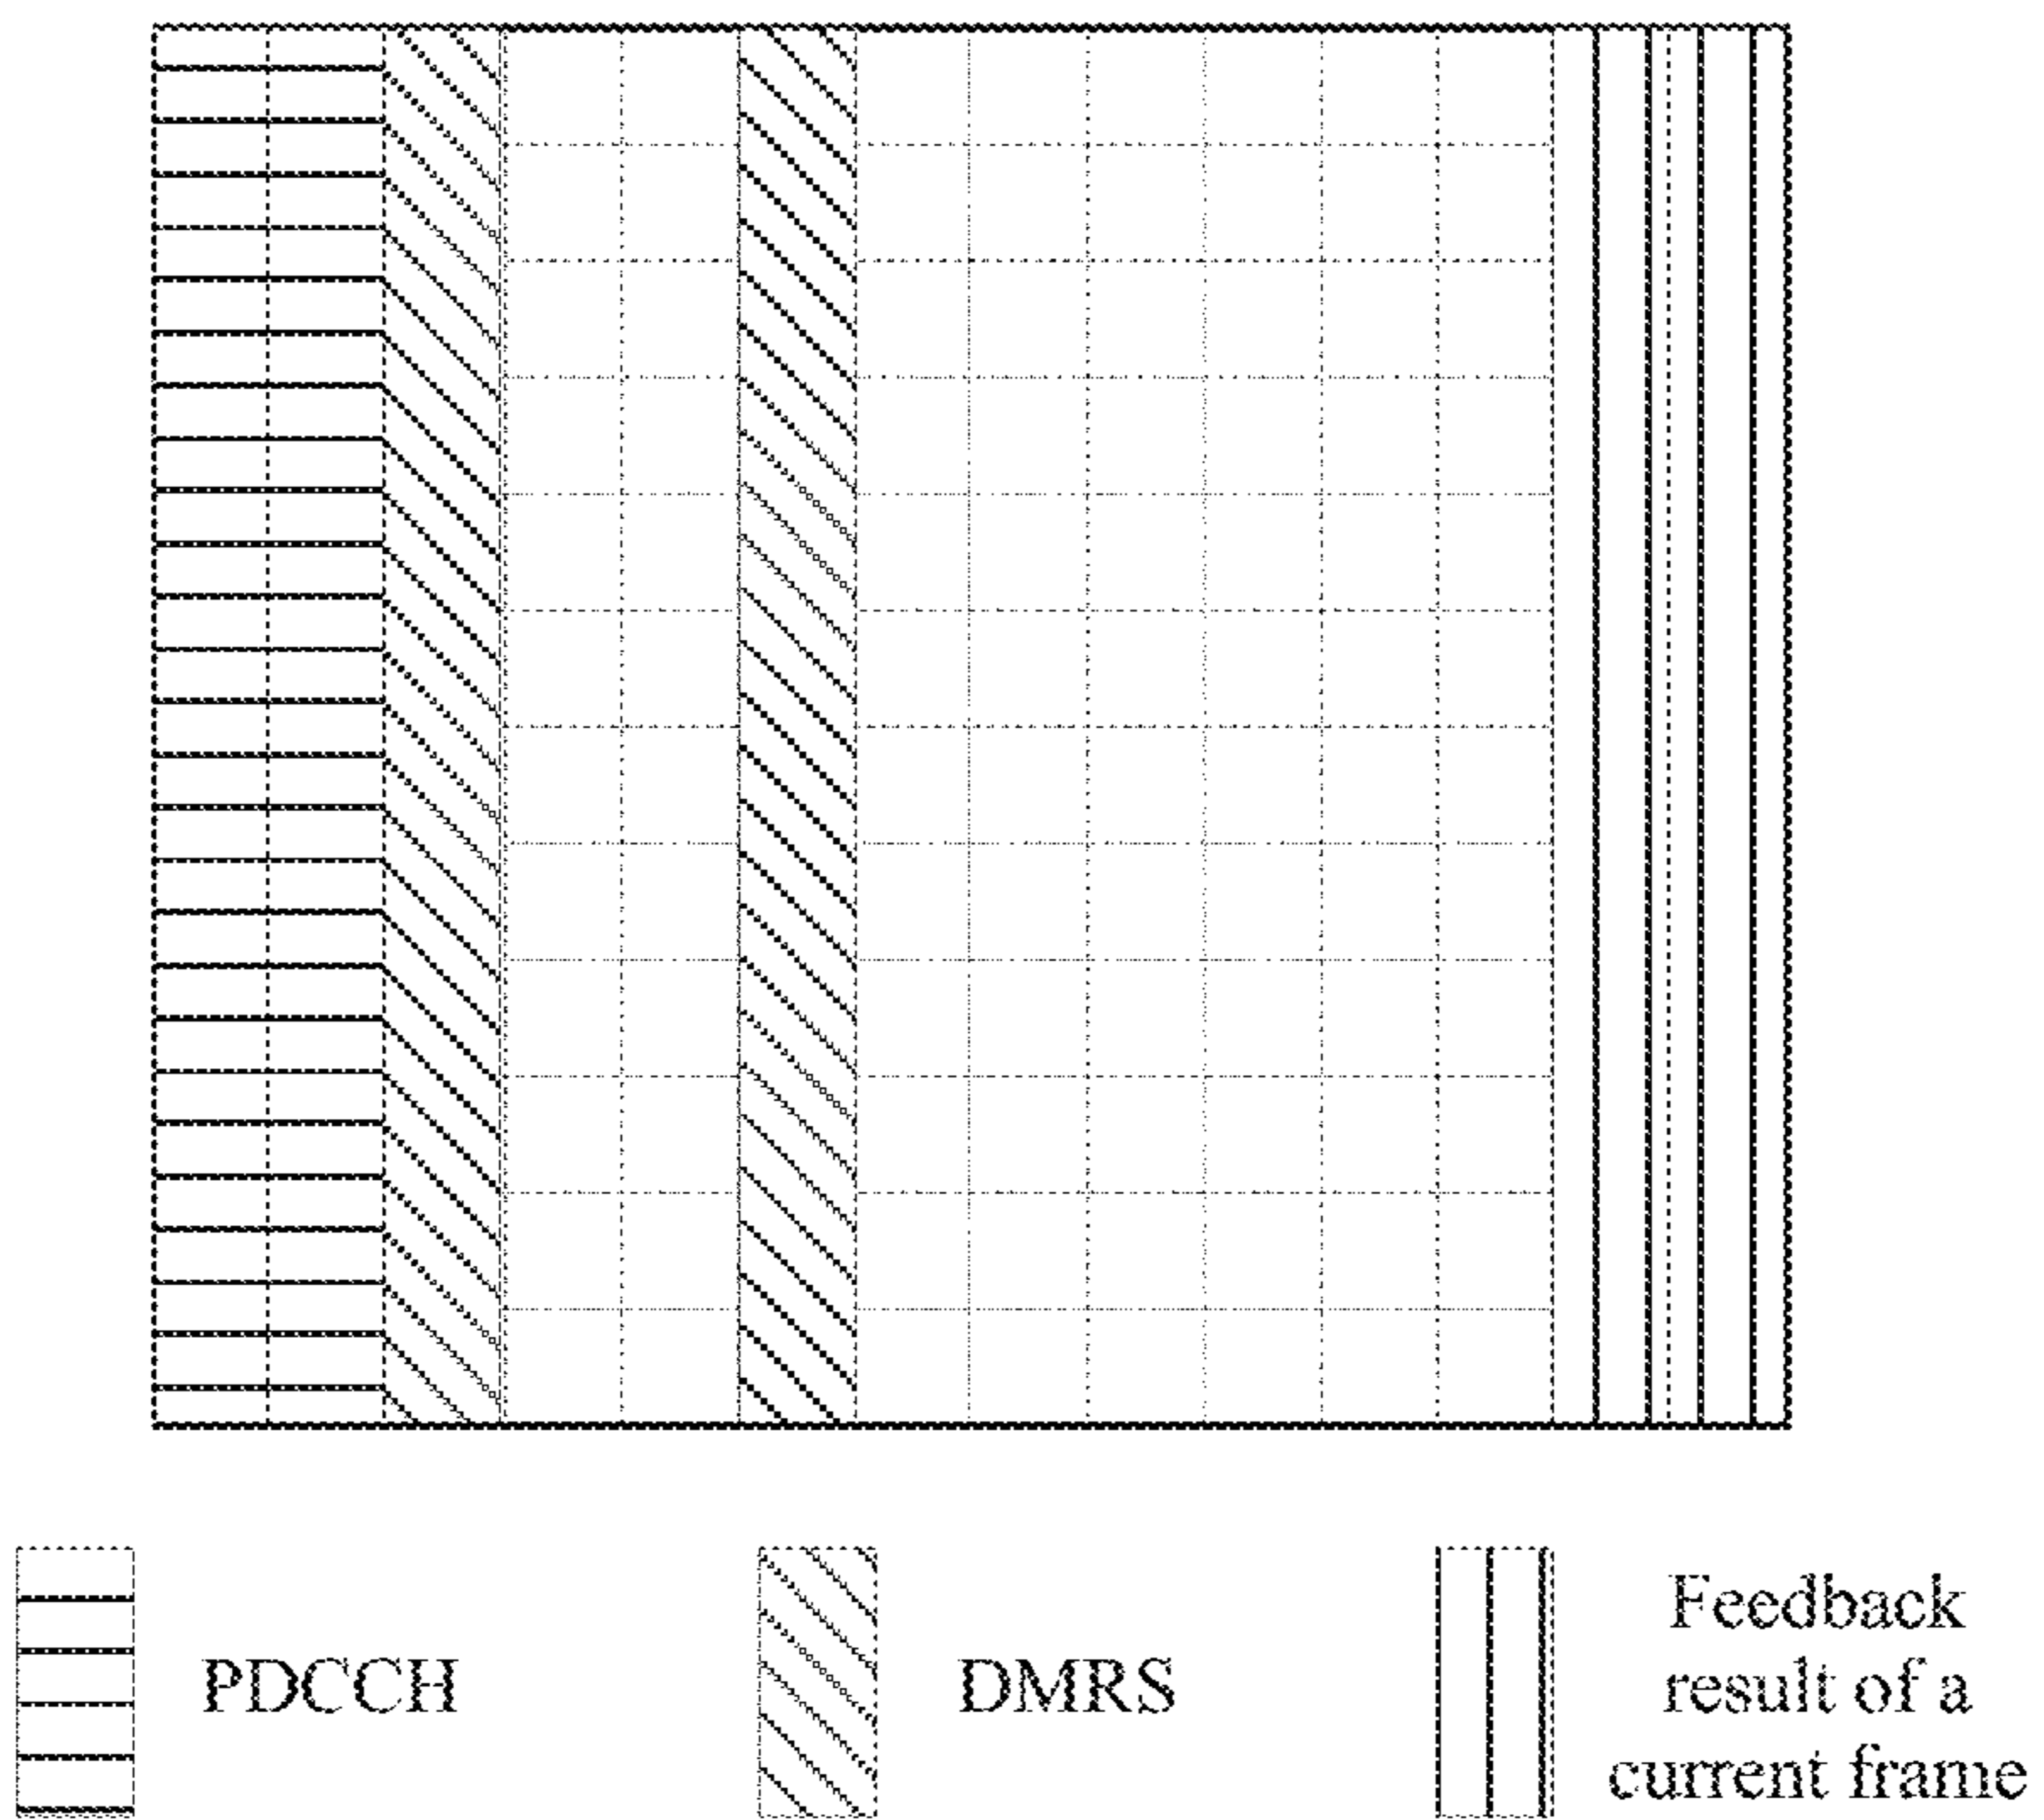 PDCCH
DMRS
Feedback
result of a
current frame